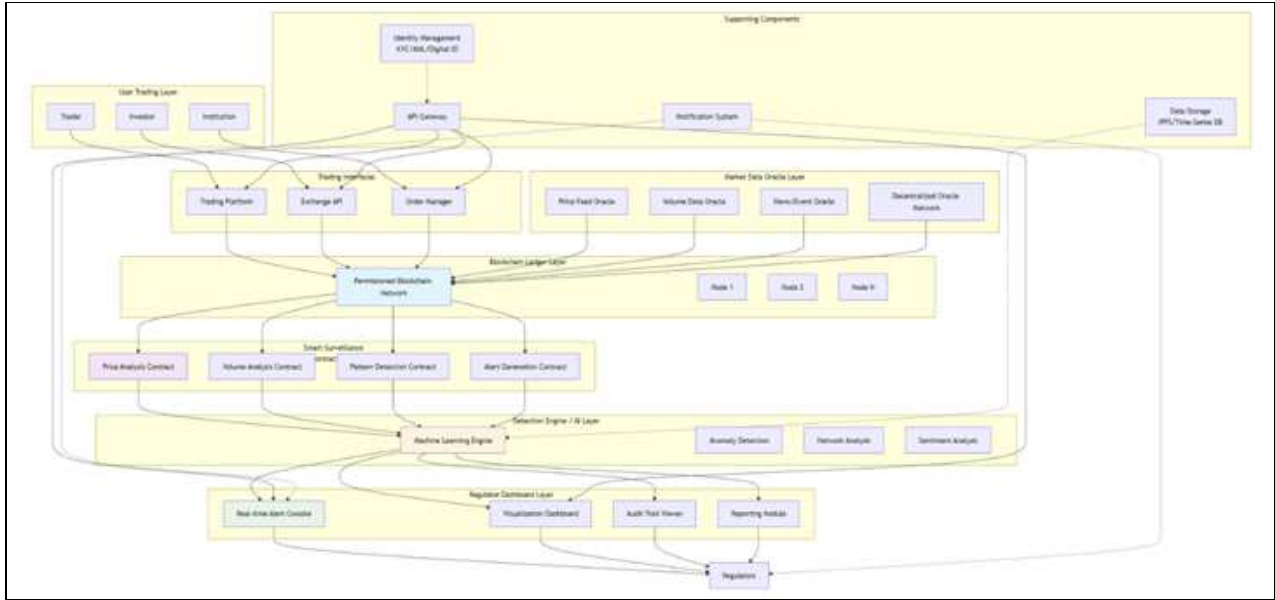 Supporting Components
Identity Management
KYC/AML/Digital ID
User Trading Layer
Trader
Investor
Institution
API Gateway
Notification System
Data Storage
IPFS/Time-Series DB
Trading Interfaces
Trading Platform
Exchange API
Order Manager
Market Data Oracle Layer
Price Feed Oracle
Volume Data Oracle
News/Event Oracle
Decentralized Oracle
Network
Blockchain Ledger Layer
Permissioned Blockchain
Network
Node 1
Node 2
Node N
Smart Surveillance
Contract
Price Analysis Contract
Volume Analysis Contract
Pattern Detection Contract
Alert Generation Contract
Detection Engine / AI Layer
Machine Learning Engine
Anomaly Detection
Network Analysis
Sentiment Analysis
Regulator Dashboard Layer
Real-time Alert Console
Visualization Dashboard
Audit Trail Viewer
Reporting Module
Regulators